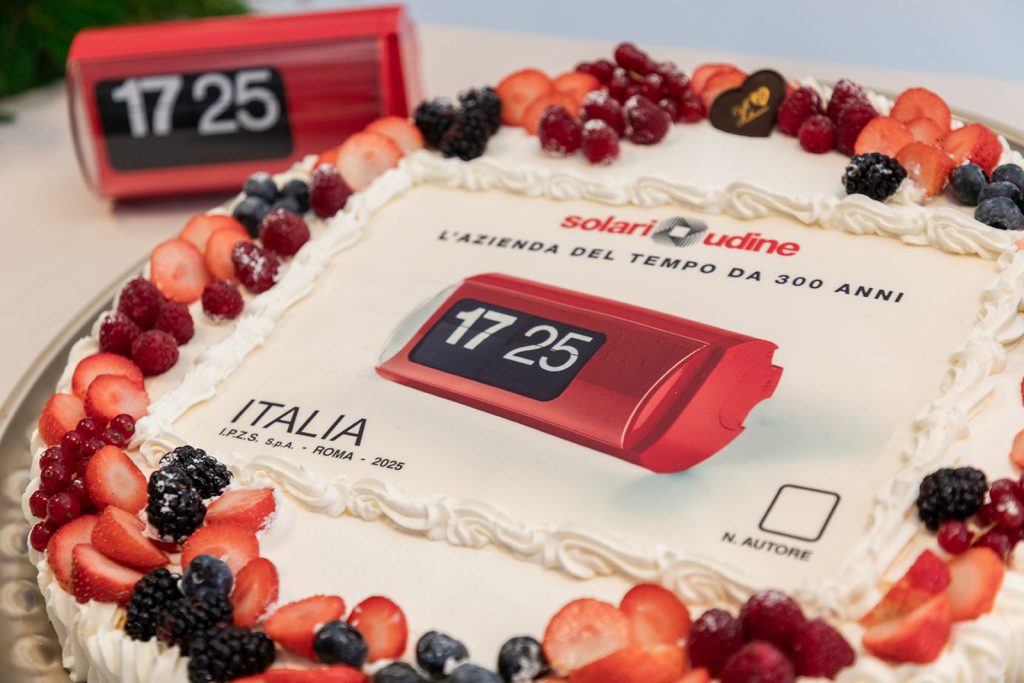 17 25
solari udine
L'AZIENDA DEL TEMPO DA 300 ANNI
17 25
ITALIA
I.P.Z.S. S.p.A. - ROMA - 2025
N. AUTORE